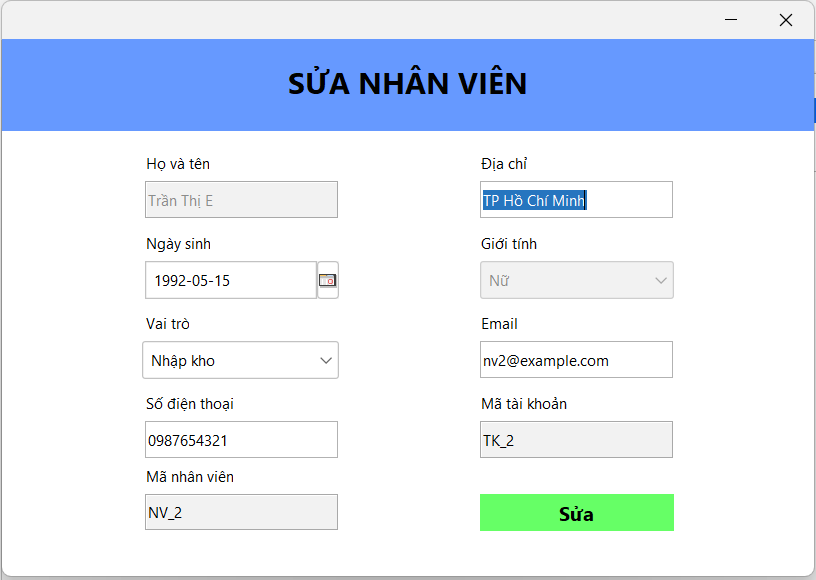 SỬA NHÂN VIÊN
Họ và tên
Địa chỉ
Trần Thị E
TP Hồ Chí Minh
Ngày sinh
Giới tính
1992-05-15
Nữ
Vai trò
Email
Nhập kho
nv2@example.com
Số điện thoại
Mã tài khoản
0987654321
TK_2
Mã nhân viên
NV_2
Sửa